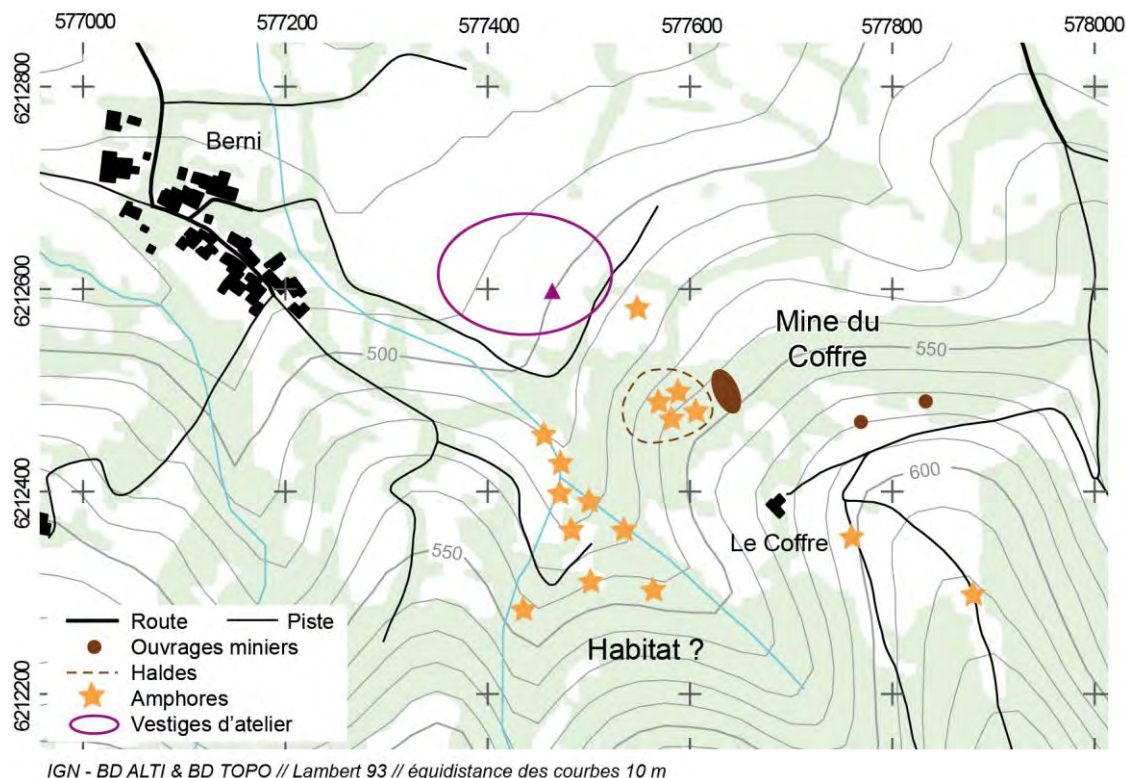 577000 577200 577400 577600 577800 578000
6212800
Berni
6212600
Mine du
Coffre
500
550
6212400
600
Le Coffre
550
Habitat ?
6212200
Route Piste
Ouvrages miniers
Haldes
Amphores
Vestiges d'atelier
IGN - BD ALTI & BD TOPO // Lambert 93 // équidistance des courbes 10 m